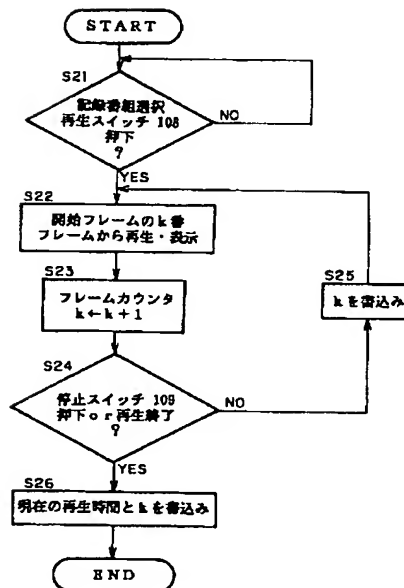 START
S21
記録番組選択
再生スイッチ 108
押下
?
NO
YES
S22
開始フレームのk番
フレームから再生・表示
S23
フレームカウンタ
k←k+1
S24
停止スイッチ 109
押下or再生終了
?
NO
S25
kを書込み
YES
S26
現在の再生時間とkを書込み
END